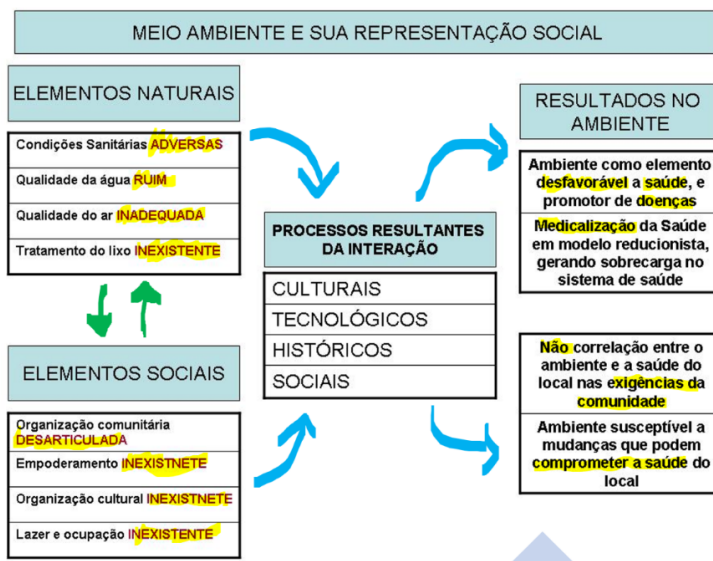 MEIO AMBIENTE E SUA REPRESENTAÇÃO SOCIAL
ELEMENTOS NATURAIS
Condições Sanitárias ADVERSAS
Qualidade da água RUIM
Qualidade do ar INADEQUADA
Tratamento do lixo INEXISTENTE
ELEMENTOS SOCIAIS
Organização comunitária
DESARTICULADA
Empoderamento INEXISTNETE
Organização cultural INEXISTNETE
Lazer e ocupação INEXISTENTE
PROCESSOS RESULTANTES
DA INTERAÇÃO
CULTURAIS
TECNOLÓGICOS
HISTÓRICOS
SOCIAIS
RESULTADOS NO
AMBIENTE
Ambiente como elemento
desfavorável a saúde, e
promotor de doenças
Medicalização da Saúde
em modelo reducionista,
gerando sobrecarga no
sistema de saúde
Não correlação entre o
ambiente e a saúde do
local nas exigências da
comunidade
Ambiente susceptível a
mudanças que podem
comprometer a saúde do
local